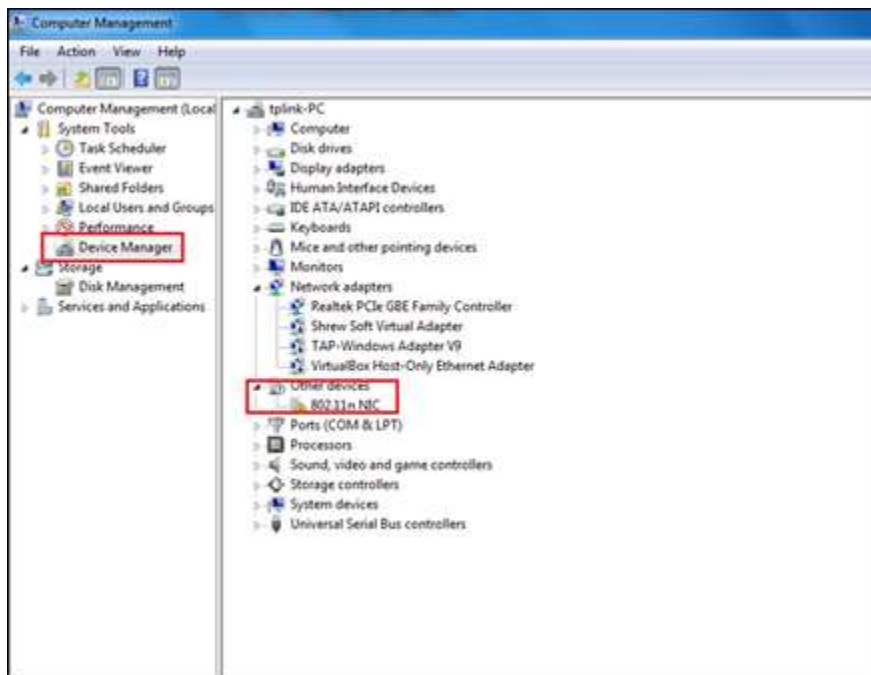 Computer Management
File Action View Help
Computer Management (Local
System Tools
Task Scheduler
Event Viewer
Shared Folders
Local Users and Groups
Performance
Device Manager
Storage
Disk Management
Services and Applications
tplink-PC
Computer
Disk drives
Display adapters
Human Interface Devices
IDE ATA/ATAPI controllers
Keyboards
Mice and other pointing devices
Monitors
Network adapters
Realtek PCIe GBE Family Controller
Shrew Soft Virtual Adapter
TAP-Windows Adapter V9
VirtualBox Host-Only Ethernet Adapter
Other devices
802.11n NIC
Ports (COM & LPT)
Processors
Sound, video and game controllers
Storage controllers
System devices
Universal Serial Bus controllers